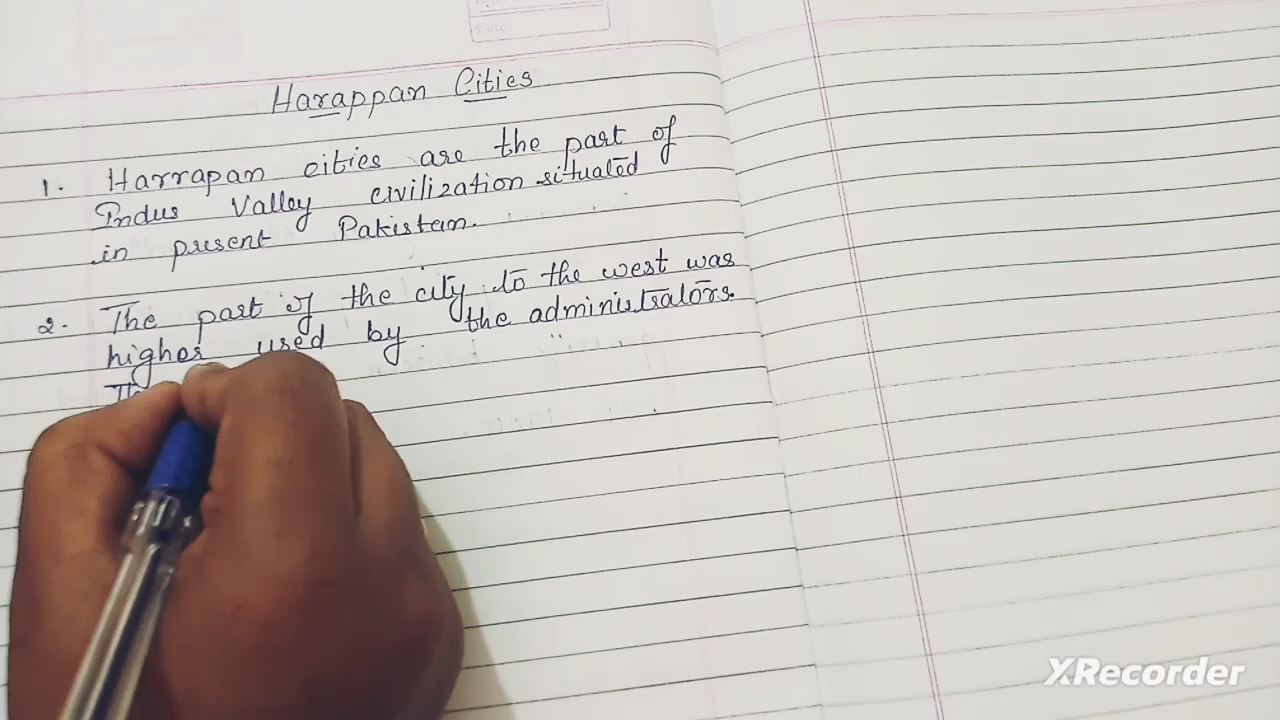 Harappan Cities
1. Harrapan cities are the part of
Indus Valley civilization situated
in present Pakistan.
2. The part of the city to the west was
higher used by the administrators.
XRecorder